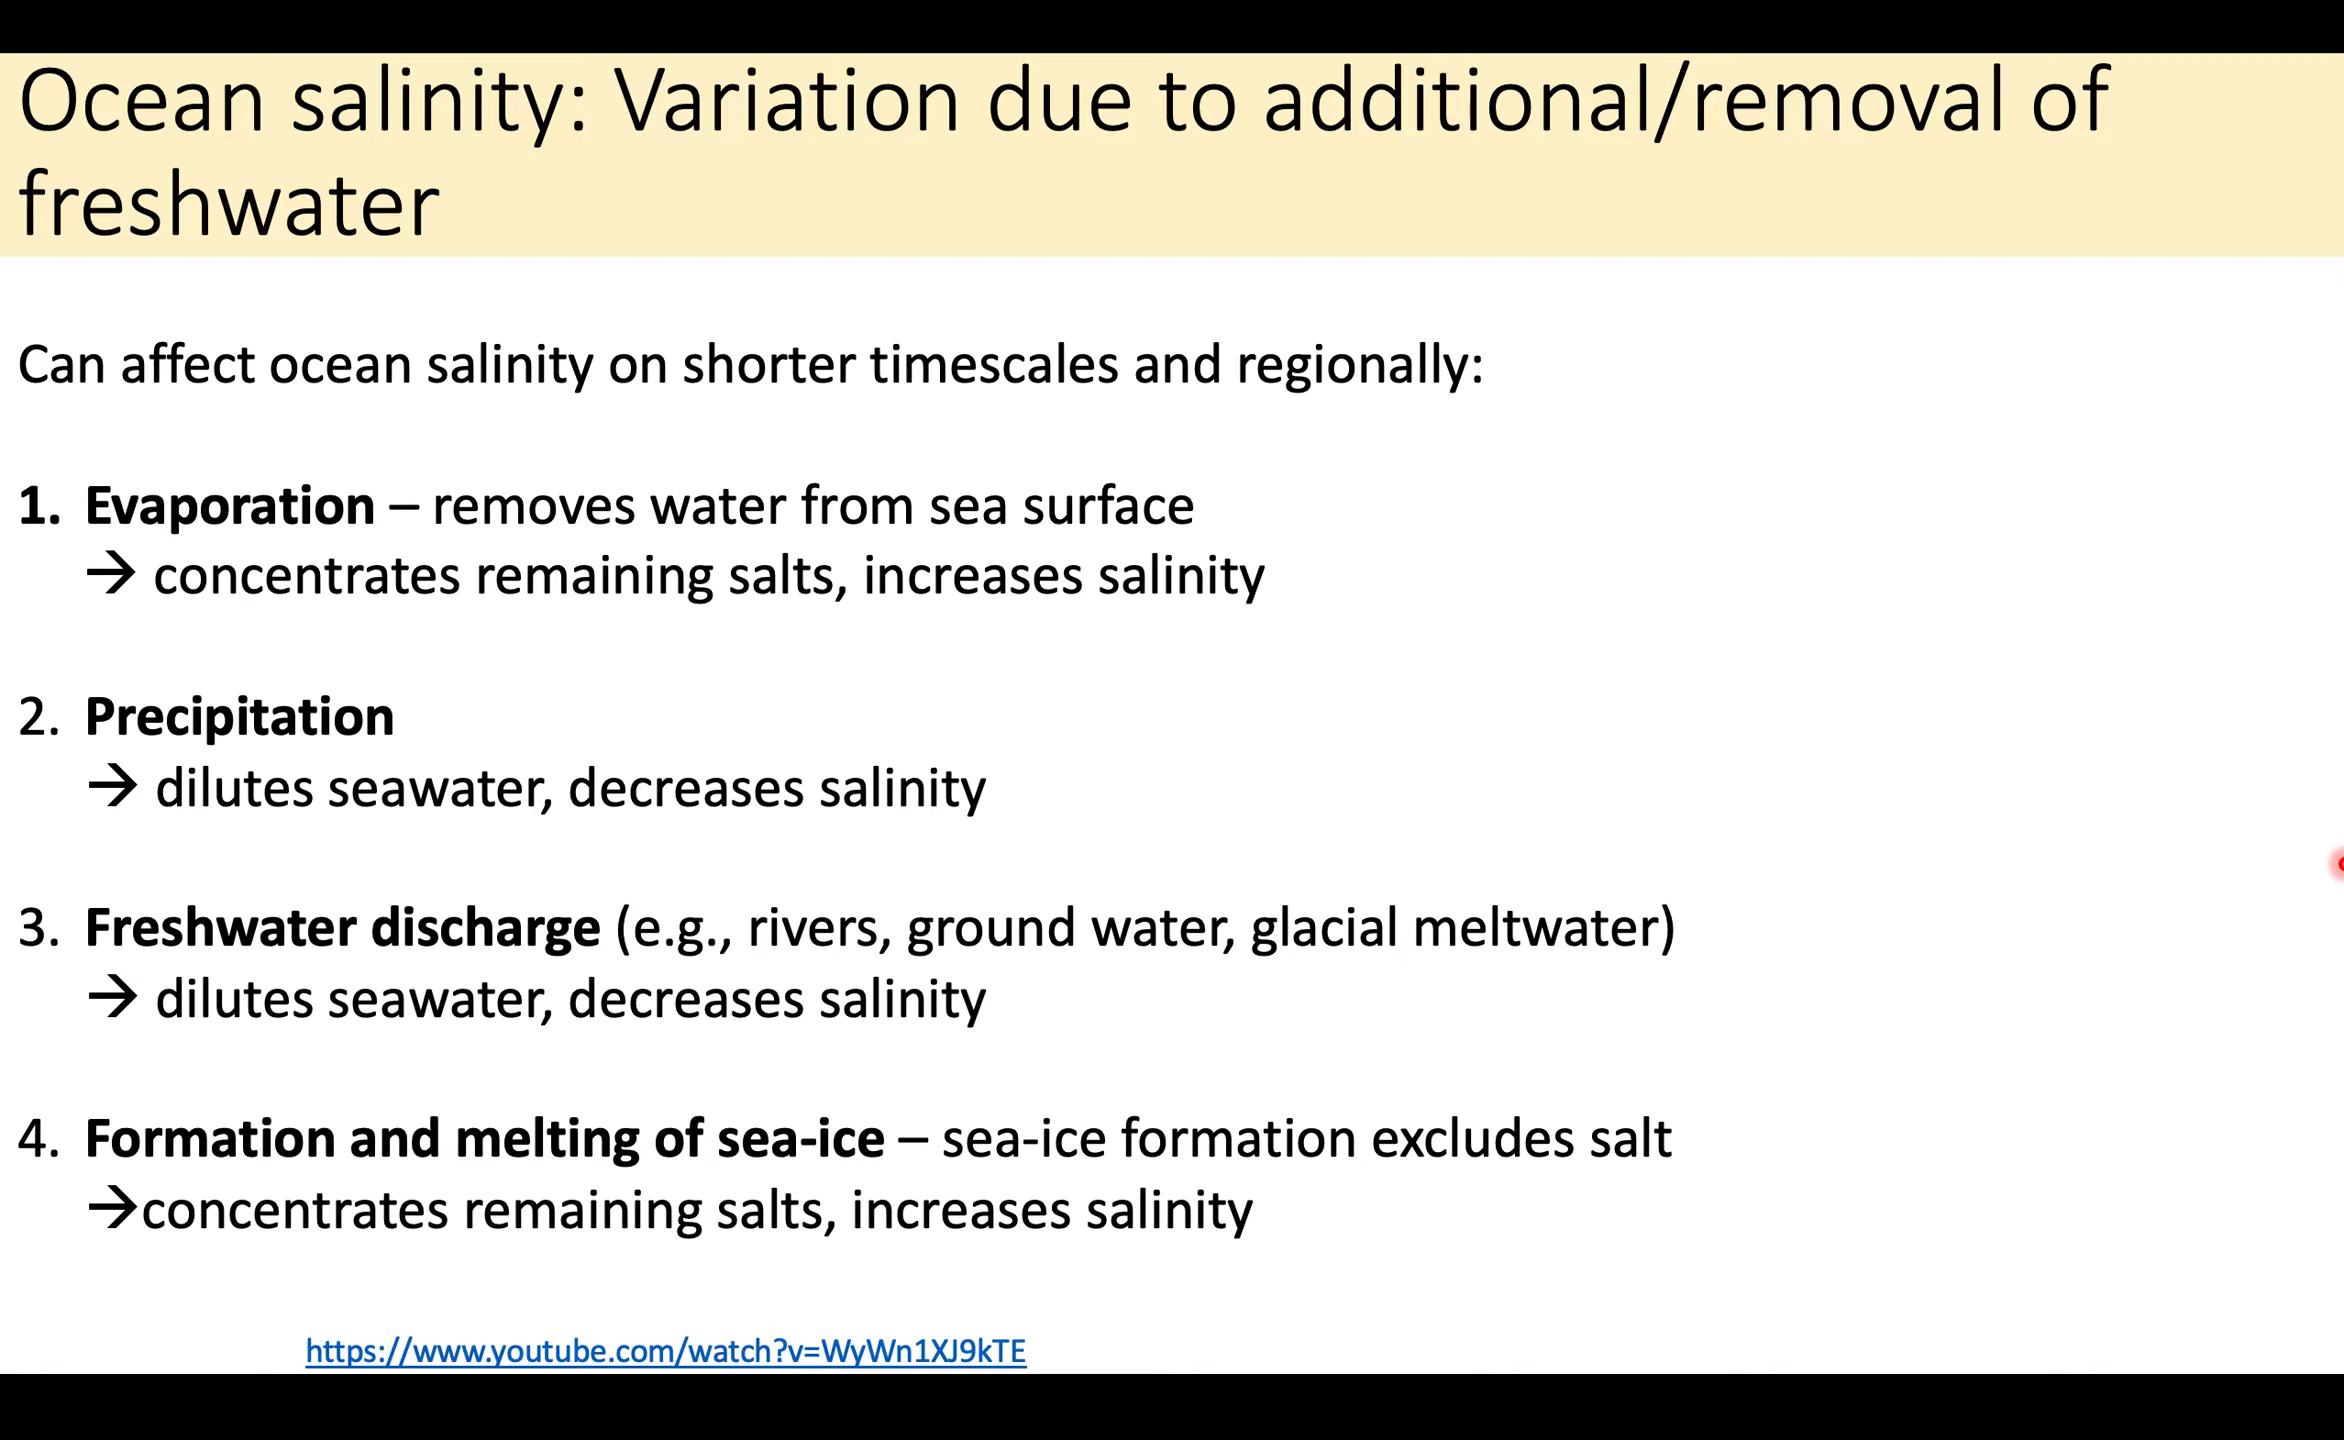 Ocean salinity: Variation due to additional/removal of
freshwater
Can affect ocean salinity on shorter timescales and regionally:
1. Evaporation – removes water from sea surface
→ concentrates remaining salts, increases salinity
2. Precipitation
→ dilutes seawater, decreases salinity
3. Freshwater discharge (e.g., rivers, ground water, glacial meltwater)
→ dilutes seawater, decreases salinity
4. Formation and melting of sea-ice – sea-ice formation excludes salt
→concentrates remaining salts, increases salinity
https://www.youtube.com/watch?v=WyWn1XJ9kTE